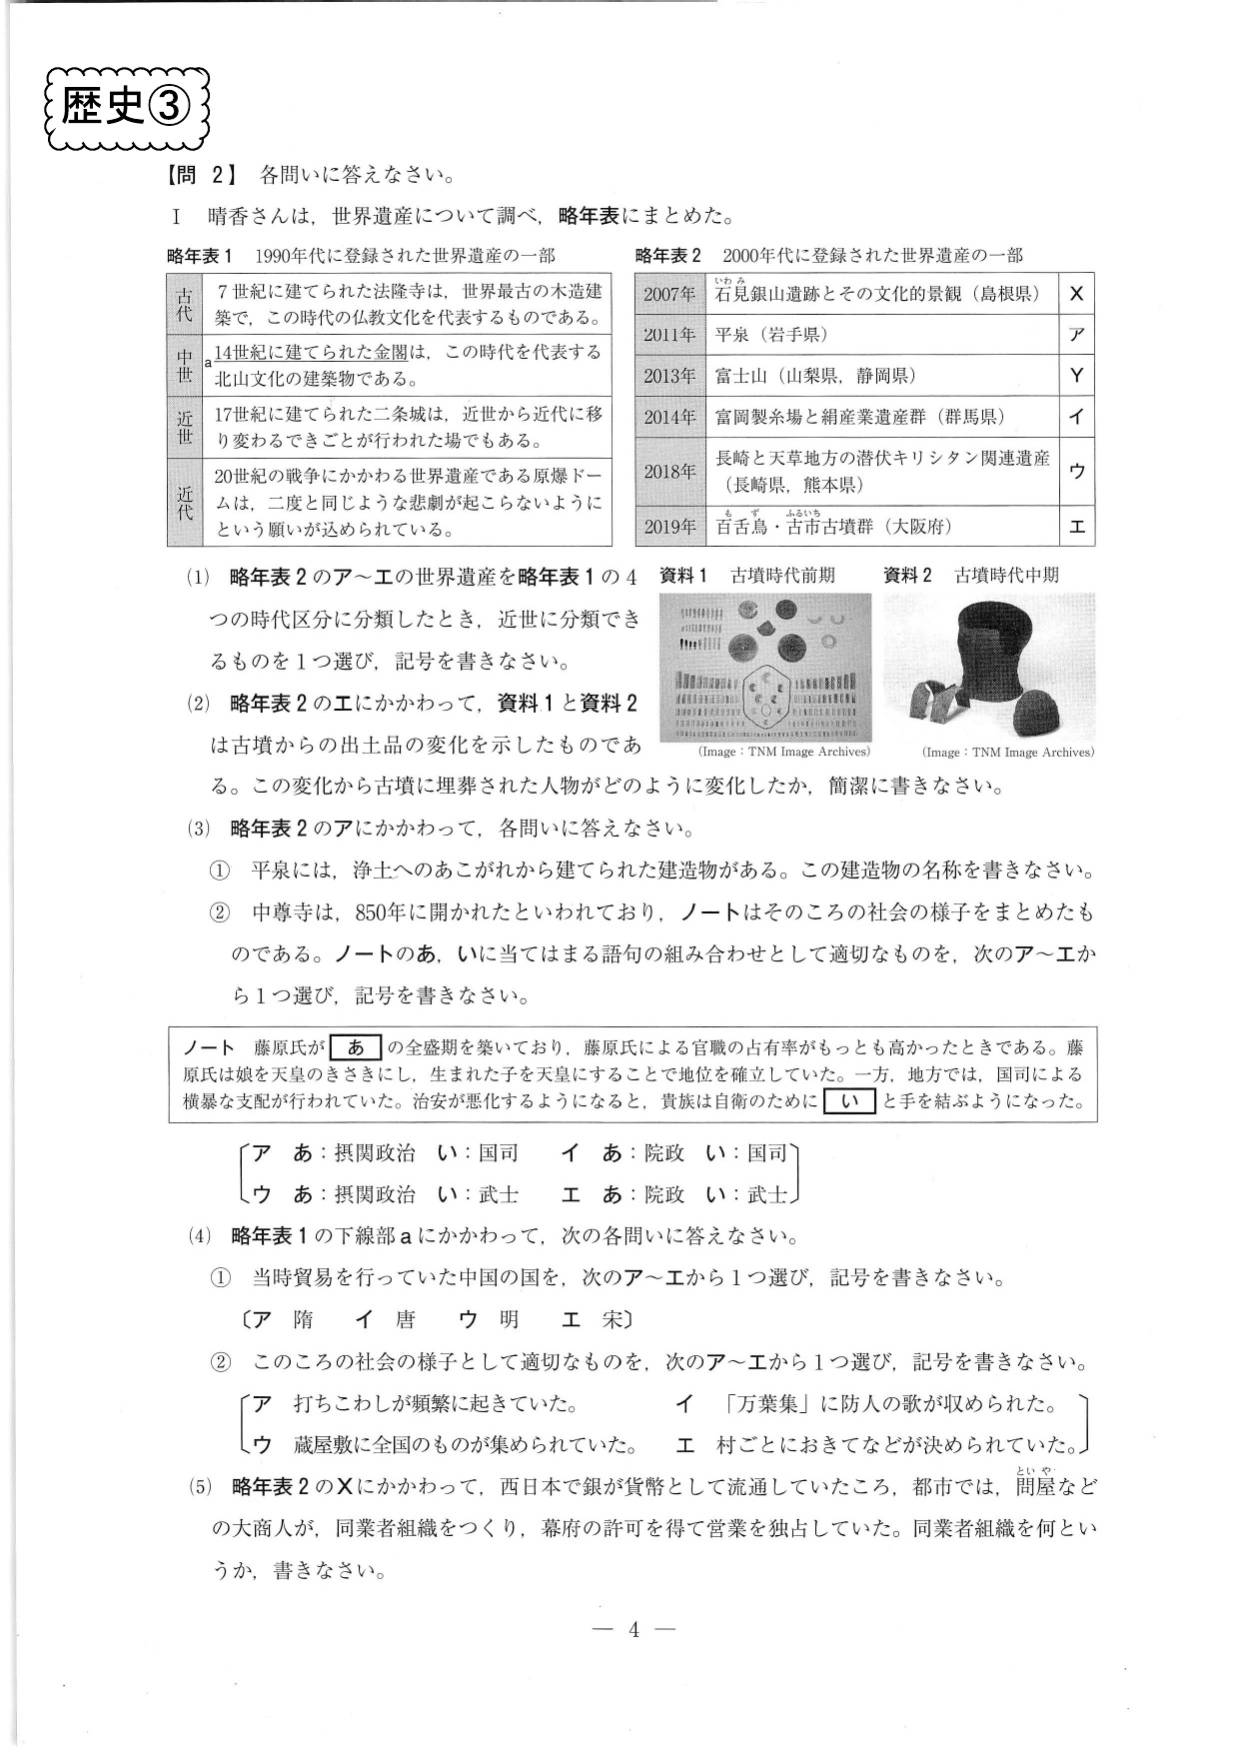 歴史③
【問 2】 各問いに答えなさい。
Ⅰ 晴香さんは，世界遺産について調べ，略年表にまとめた。
略年表1 1990年代に登録された世界遺産の一部
古代 7世紀に建てられた法隆寺は，世界最古の木造建
築で，この時代の仏教文化を代表するものである。
中世 a14世紀に建てられた金閣は，この時代を代表する
北山文化の建築物である。
近世 17世紀に建てられた二条城は，近世から近代に移
り変わるできごとが行われた場でもある。
近代 20世紀の戦争にかかわる世界遺産である原爆ドー
ムは，二度と同じような悲劇が起こらないように
という願いが込められている。
略年表2 2000年代に登録された世界遺産の一部
いわみ
2007年 石見銀山遺跡とその文化的景観（島根県） X
2011年 平泉（岩手県） ア
2013年 富士山（山梨県，静岡県） Y
2014年 富岡製糸場と絹産業遺産群（群馬県） イ
2018年 長崎と天草地方の潜伏キリシタン関連遺産
（長崎県，熊本県） ウ
もず ふるいち
2019年 百舌鳥・古市古墳群（大阪府） エ
(1) 略年表2のア～エの世界遺産を略年表1の4
つの時代区分に分類したとき，近世に分類でき
るものを1つ選び，記号を書きなさい。
(2) 略年表2のエにかかわって，資料1と資料2
は古墳からの出土品の変化を示したものであ
る。この変化から古墳に埋葬された人物がどのように変化したか，簡潔に書きなさい。
資料1 古墳時代前期
(Image：TNM Image Archives)
資料2 古墳時代中期
(Image：TNM Image Archives)
(3) 略年表2のアにかかわって，各問いに答えなさい。
① 平泉には，浄土へのあこがれから建てられた建造物がある。この建造物の名称を書きなさい。
② 中尊寺は，850年に開かれたといわれており，ノートはそのころの社会の様子をまとめたも
のである。ノートのあ，いに当てはまる語句の組み合わせとして適切なものを，次のア～エか
ら1つ選び，記号を書きなさい。
ノート 藤原氏が あ の全盛期を築いており，藤原氏による官職の占有率がもっとも高かったときである。藤
原氏は娘を天皇のきさきにし，生まれた子を天皇にすることで地位を確立していた。一方，地方では，国司による
横暴な支配が行われていた。治安が悪化するようになると，貴族は自衛のために い と手を結ぶようになった。
〔ア あ：摂関政治 い：国司 イ あ：院政 い：国司
ウ あ：摂関政治 い：武士 エ あ：院政 い：武士〕
(4) 略年表1の下線部aにかかわって，次の各問いに答えなさい。
① 当時貿易を行っていた中国の国を，次のア～エから1つ選び，記号を書きなさい。
〔ア 隋 イ 唐 ウ 明 エ 宋〕
② このころの社会の様子として適切なものを，次のア～エから1つ選び，記号を書きなさい。
〔ア 打ちこわしが頻繁に起きていた。 イ 「万葉集」に防人の歌が収められた。
ウ 蔵屋敷に全国のものが集められていた。 エ 村ごとにおきてなどが決められていた。〕
といや
(5) 略年表2のXにかかわって，西日本で銀が貨幣として流通していたころ，都市では，問屋など
の大商人が，同業者組織をつくり，幕府の許可を得て営業を独占していた。同業者組織を何とい
うか，書きなさい。
― 4 ―